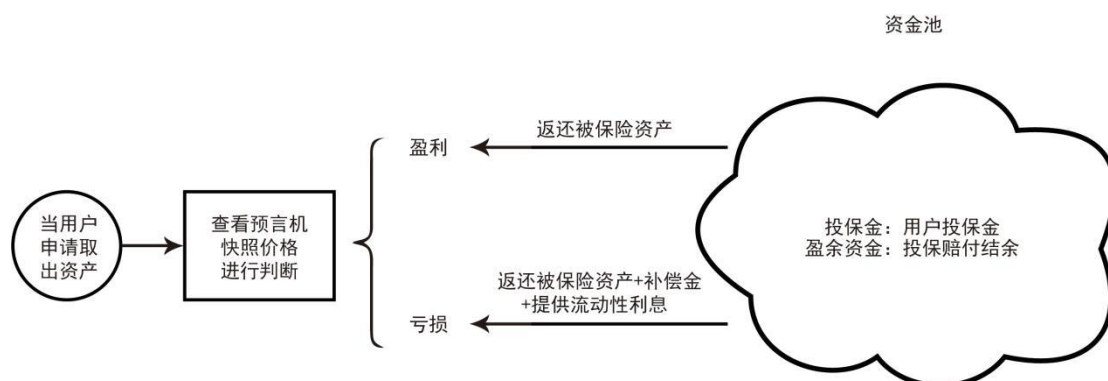 资金池
返还被保险资产
盈利
当用户
申请取
出资产
查看预言机
快照价格
进行判断
投保金：用户投保金
盈余资金：投保赔付结余
返还被保险资产+补偿金
+提供流动性利息
亏损